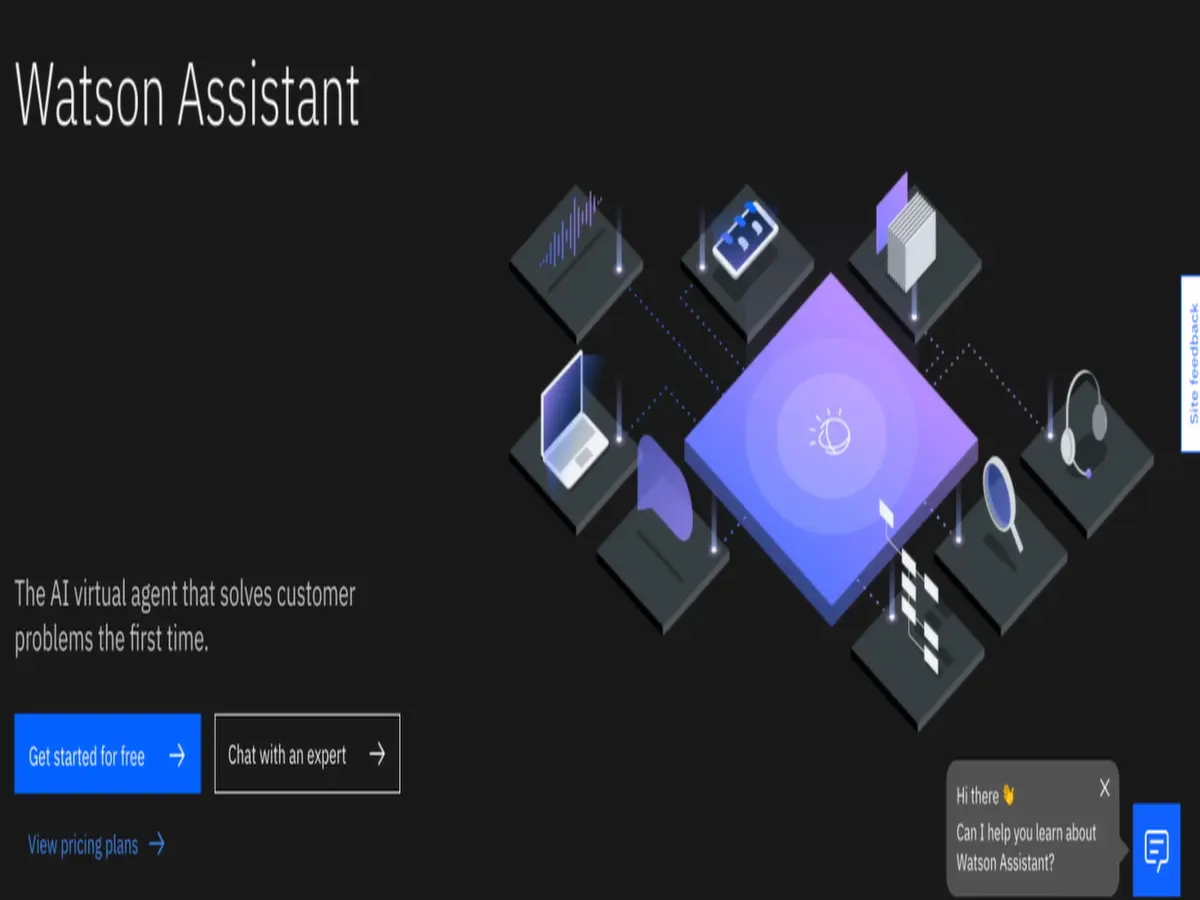 Watson Assistant
Site feedback
The AI virtual agent that solves customer
problems the first time.
Get started for free
Chat with an expert
View pricing plans
Hi there 👋
X
Can I help you learn about
Watson Assistant?